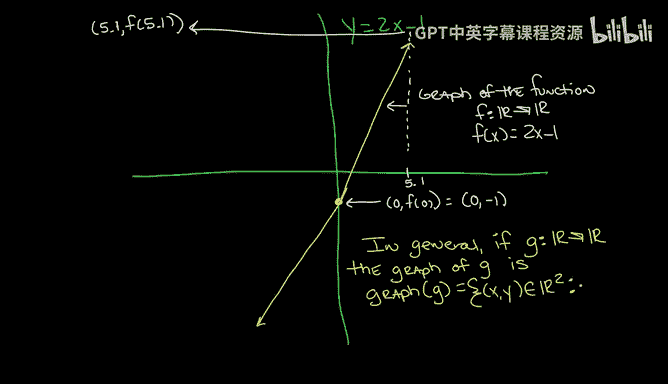 (5.1, f(5.1))
y = 2x-1
GPT中英字幕课程资源 bilibili
GRAPH of the function
f: ℝ → ℝ
f(x) = 2x-1
5.1
(0, f(0)) = (0, -1)
In general, if g: ℝ → ℝ
the graph of g is
graph(g) = {(x,y) ∈ ℝ² :